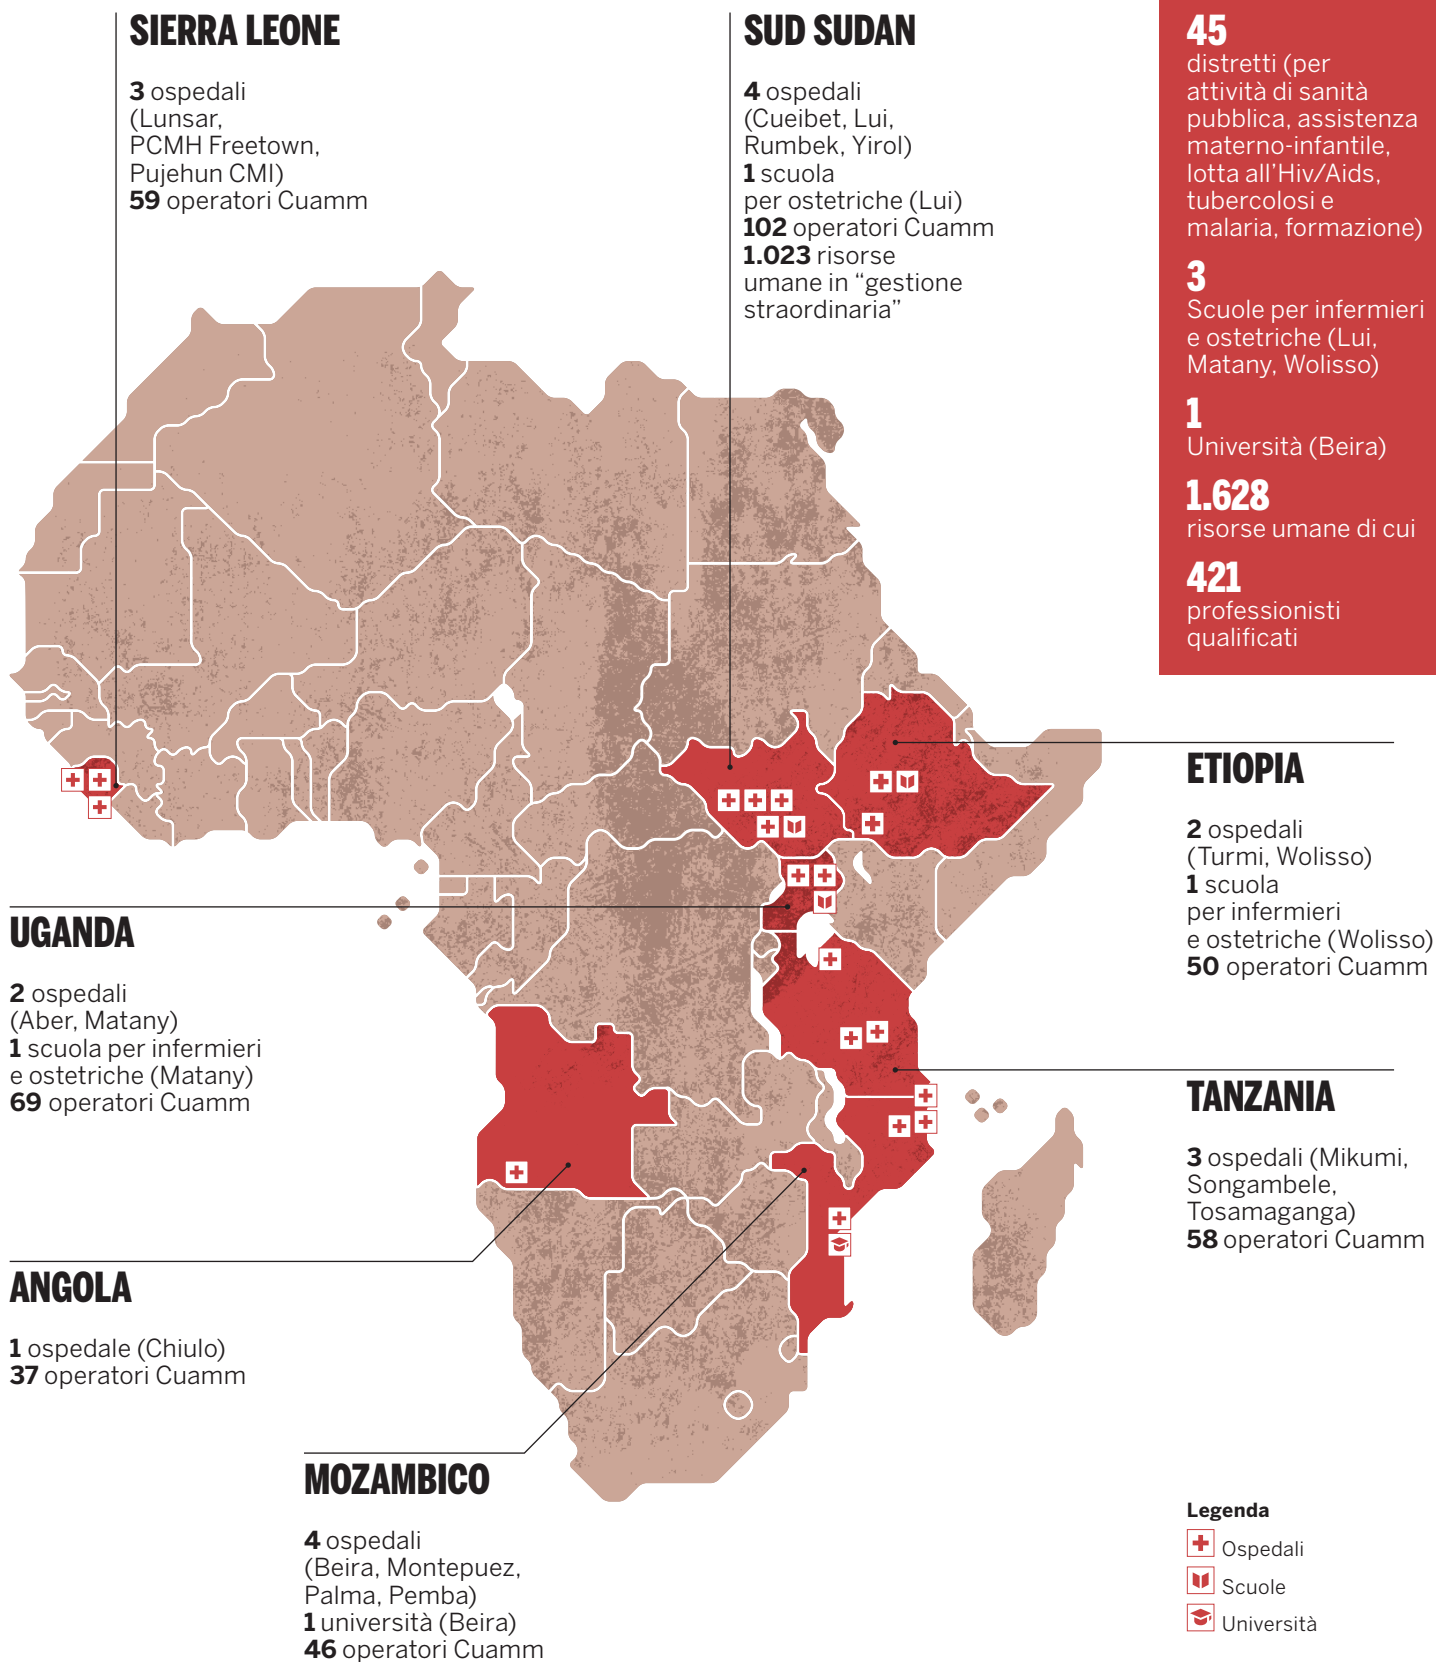 SIERRA LEONE
3 ospedali
(Lunsar,
PCMH Freetown,
Pujehun CMI)
59 operatori Cuamm
SUD SUDAN
4 ospedali
(Cueibet, Lui,
Rumbek, Yirol)
1 scuola
per ostetriche (Lui)
102 operatori Cuamm
1.023 risorse
umane in “gestione
straordinaria”
45
distretti (per
attività di sanità
pubblica, assistenza
materno-infantile,
lotta all’Hiv/Aids,
tubercolosi e
malaria, formazione)
3
Scuole per infermieri
e ostetriche (Lui,
Matany, Wolisso)
1
Università (Beira)
1.628
risorse umane di cui
421
professionisti
qualificati
ETIOPIA
2 ospedali
(Turmi, Wolisso)
1 scuola
per infermieri
e ostetriche (Wolisso)
50 operatori Cuamm
UGANDA
2 ospedali
(Aber, Matany)
1 scuola per infermieri
e ostetriche (Matany)
69 operatori Cuamm
TANZANIA
3 ospedali (Mikumi,
Songambele,
Tosamaganga)
58 operatori Cuamm
ANGOLA
1 ospedale (Chiulo)
37 operatori Cuamm
MOZAMBICO
4 ospedali
(Beira, Montepuez,
Palma, Pemba)
1 università (Beira)
46 operatori Cuamm
Legenda
Ospedali
Scuole
Università